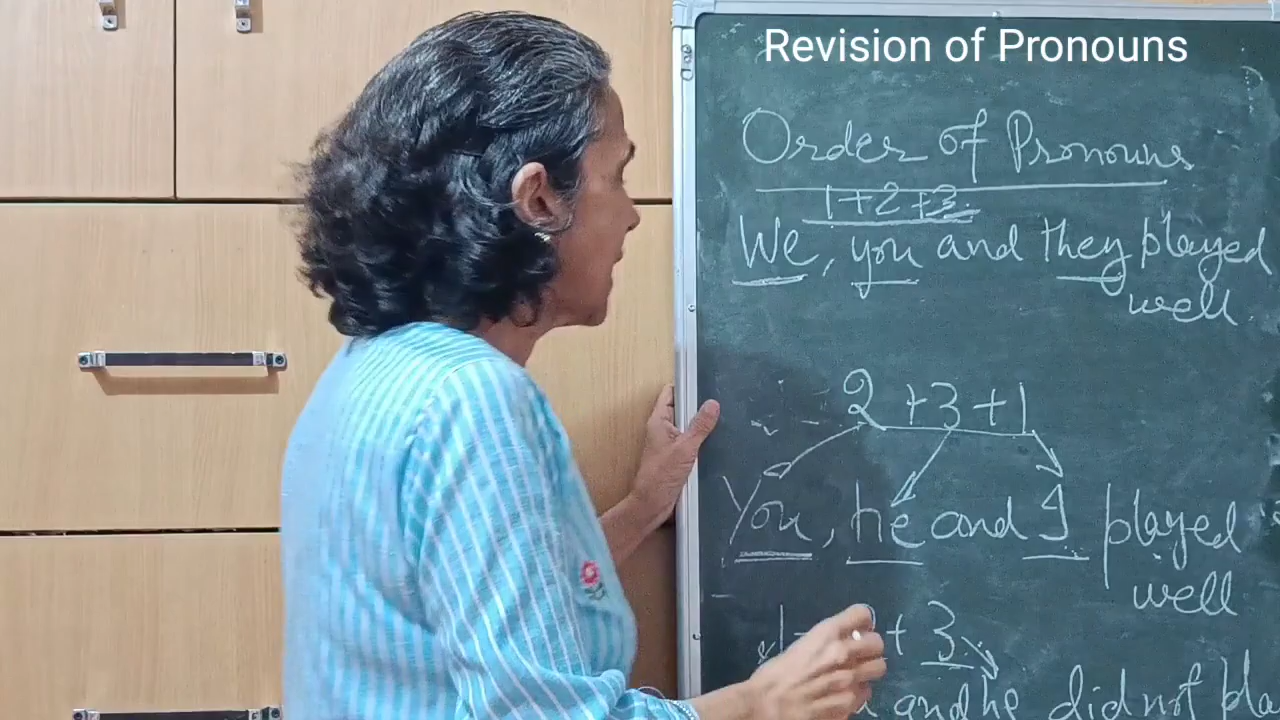 Revision of Pronouns
Order of Pronouns
1+2+3
We, you and they played
well.
2+3+1
You, he and I played
well
+ 3
and he did not pla